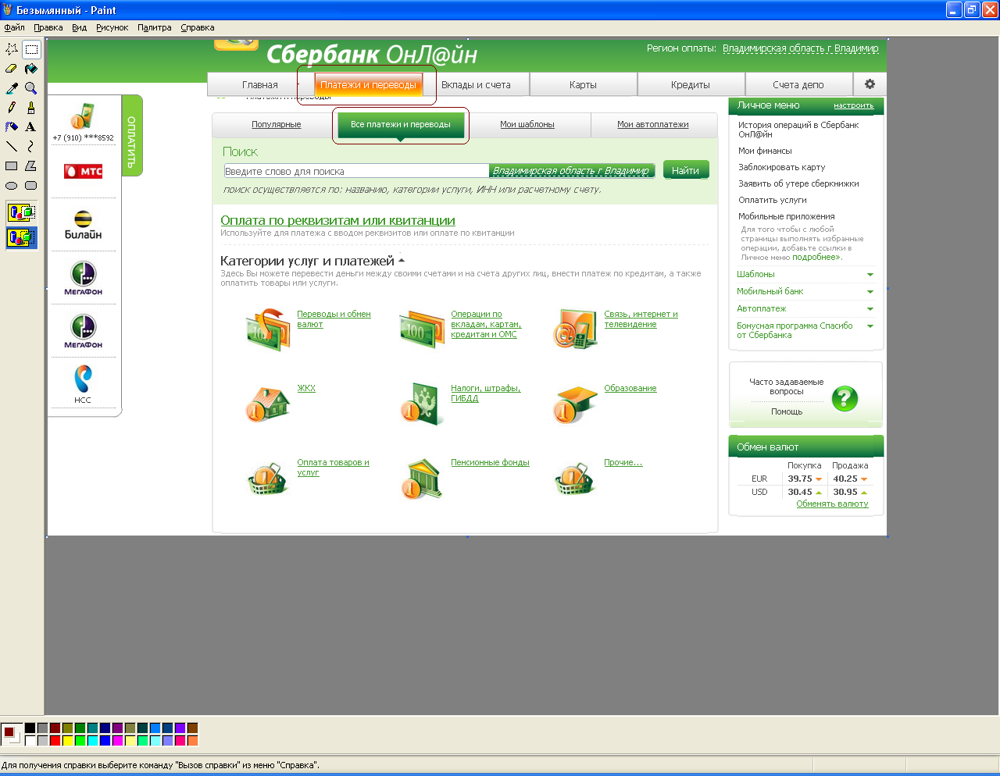 Безымянный - Paint
Файл Правка Вид Рисунок Палитра Справка
Сбербанк ОнЛ@йн
Регион оплаты: Владимирская область г Владимир
Главная Платежи и переводы Вклады и счета Карты Кредиты Счета депо
Платежи и переводы
Популярные Все платежи и переводы Мои шаблоны Мои автоплатежи
Поиск
Введите слово для поиска Владимирская область г Владимир Найти
поиск осуществляется по: названию, категории услуги, ИНН или расчетному счету.
Оплата по реквизитам или квитанции
Используйте для платежа с вводом реквизитов или оплате по квитанции
Категории услуг и платежей
Здесь Вы можете перевести деньги между своими счетами и на счета других лиц, внести платеж по кредитам, а также
оплатить товары или услуги.
Переводы и обмен
валют
Операции по
вкладам, картам,
кредитам и ОМС
Связь, интернет и
телевидение
ЖКХ
Налоги, штрафы,
ГИБДД
Образование
Оплата товаров и
услуг
Пенсионные фонды
Прочие...
ОПЛАТИТЬ
+7 (910) ***8592
МТС
Билайн
МЕГАФОН
МЕГАФОН
НСС
Личное меню настроить
История операций в Сбербанк
ОнЛ@йн
Мои финансы
Заблокировать карту
Заявить об утере сберкнижки
Оплатить услуги
Мобильные приложения
Для того чтобы с любой
страницы выполнять избранные
операции, добавьте ссылки в
Личное меню подробнее».
Шаблоны
Мобильный банк
Автоплатеж
Бонусная программа Спасибо
от Сбербанка
Часто задаваемые
вопросы
Помощь
?
Обмен валют
Покупка Продажа
EUR 39.75 40.25
USD 30.45 30.95
Обменять валюту
Для получения справки выберите команду "Вызов справки" из меню "Справка".